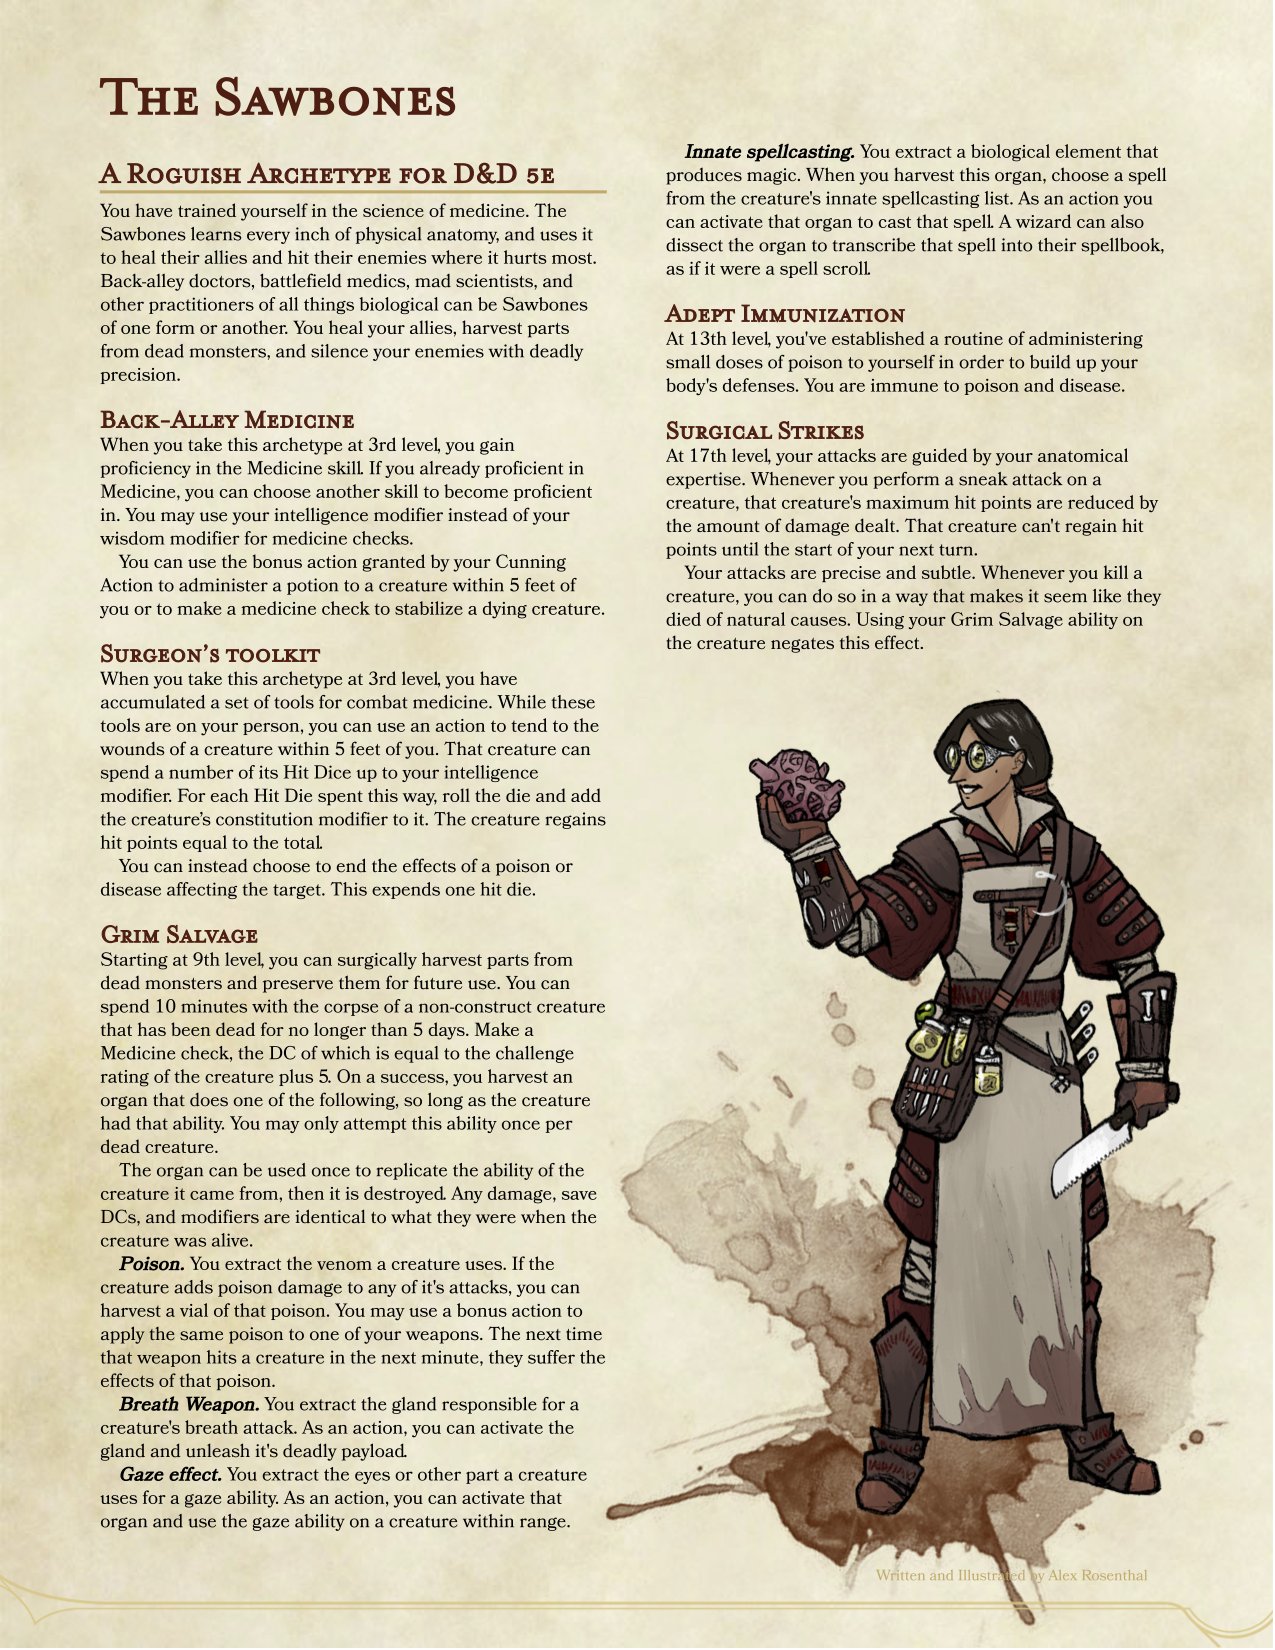 The Sawbones
A Roguish Archetype for D&D 5e
You have trained yourself in the science of medicine. The
Sawbones learns every inch of physical anatomy, and uses it
to heal their allies and hit their enemies where it hurts most.
Back-alley doctors, battlefield medics, mad scientists, and
other practitioners of all things biological can be Sawbones
of one form or another. You heal your allies, harvest parts
from dead monsters, and silence your enemies with deadly
precision.
Back-Alley Medicine
When you take this archetype at 3rd level, you gain
proficiency in the Medicine skill. If you already proficient in
Medicine, you can choose another skill to become proficient
in. You may use your intelligence modifier instead of your
wisdom modifier for medicine checks.
You can use the bonus action granted by your Cunning
Action to administer a potion to a creature within 5 feet of
you or to make a medicine check to stabilize a dying creature.
Surgeon's toolkit
When you take this archetype at 3rd level, you have
accumulated a set of tools for combat medicine. While these
tools are on your person, you can use an action to tend to the
wounds of a creature within 5 feet of you. That creature can
spend a number of its Hit Dice up to your intelligence
modifier. For each Hit Die spent this way, roll the die and add
the creature's constitution modifier to it. The creature regains
hit points equal to the total.
You can instead choose to end the effects of a poison or
disease affecting the target. This expends one hit die.
Grim Salvage
Starting at 9th level, you can surgically harvest parts from
dead monsters and preserve them for future use. You can
spend 10 minutes with the corpse of a non-construct creature
that has been dead for no longer than 5 days. Make a
Medicine check, the DC of which is equal to the challenge
rating of the creature plus 5. On a success, you harvest an
organ that does one of the following, so long as the creature
had that ability. You may only attempt this ability once per
dead creature.
The organ can be used once to replicate the ability of the
creature it came from, then it is destroyed. Any damage, save
DCs, and modifiers are identical to what they were when the
creature was alive.
Poison. You extract the venom a creature uses. If the
creature adds poison damage to any of it's attacks, you can
harvest a vial of that poison. You may use a bonus action to
apply the same poison to one of your weapons. The next time
that weapon hits a creature in the next minute, they suffer the
effects of that poison.
Breath Weapon. You extract the gland responsible for a
creature's breath attack. As an action, you can activate the
gland and unleash it's deadly payload.
Gaze effect. You extract the eyes or other part a creature
uses for a gaze ability. As an action, you can activate that
organ and use the gaze ability on a creature within range.
Innate spellcasting. You extract a biological element that
produces magic. When you harvest this organ, choose a spell
from the creature's innate spellcasting list. As an action you
can activate that organ to cast that spell. A wizard can also
dissect the organ to transcribe that spell into their spellbook,
as if it were a spell scroll.
Adept Immunization
At 13th level, you've established a routine of administering
small doses of poison to yourself in order to build up your
body's defenses. You are immune to poison and disease.
Surgical Strikes
At 17th level, your attacks are guided by your anatomical
expertise. Whenever you perform a sneak attack on a
creature, that creature's maximum hit points are reduced by
the amount of damage dealt. That creature can't regain hit
points until the start of your next turn.
Your attacks are precise and subtle. Whenever you kill a
creature, you can do so in a way that makes it seem like they
died of natural causes. Using your Grim Salvage ability on
the creature negates this effect.
Written and Illustrated by Alex Rosenthal